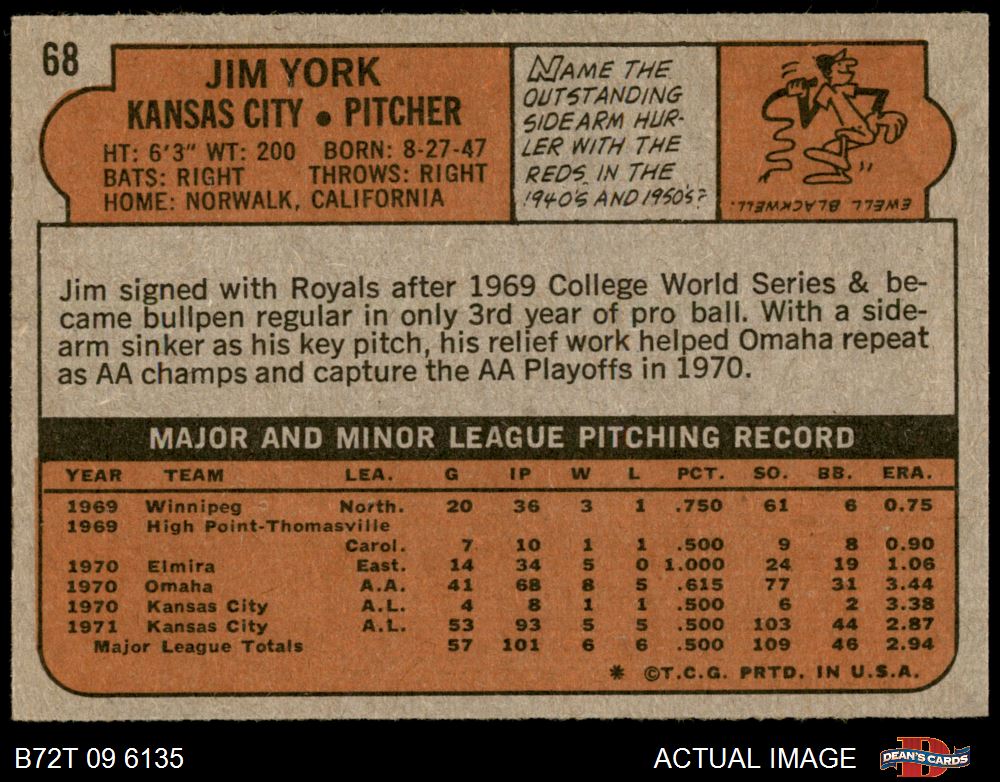 68
JIM YORK
KANSAS CITY • PITCHER
HT: 6'3" WT: 200 BORN: 8-27-47
BATS: RIGHT THROWS: RIGHT
HOME: NORWALK, CALIFORNIA
NAME THE
OUTSTANDING
SIDEARM HUR-
LER WITH THE
REDS IN THE
1940'S AND 1950'S?
EWELL BLACKWELL.
Jim signed with Royals after 1969 College World Series & be-
came bullpen regular in only 3rd year of pro ball. With a side-
arm sinker as his key pitch, his relief work helped Omaha repeat
as AA champs and capture the AA Playoffs in 1970.
MAJOR AND MINOR LEAGUE PITCHING RECORD
YEAR TEAM LEA. G IP W L PCT. SO. BB. ERA.
1969 Winnipeg North. 20 36 3 1 .750 61 6 0.75
1969 High Point-Thomasville
Carol. 7 10 1 1 .500 9 8 0.90
1970 Elmira East. 14 34 5 0 1.000 24 19 1.06
1970 Omaha A.A. 41 68 8 5 .615 77 31 3.44
1970 Kansas City A.L. 4 8 1 1 .500 6 2 3.38
1971 Kansas City A.L. 53 93 5 5 .500 103 44 2.87
Major League Totals 57 101 6 6 .500 109 46 2.94
* ©T.C.G. PRTD. IN U.S.A.
B72T 09 6135
ACTUAL IMAGE
DEAN'S CARDS